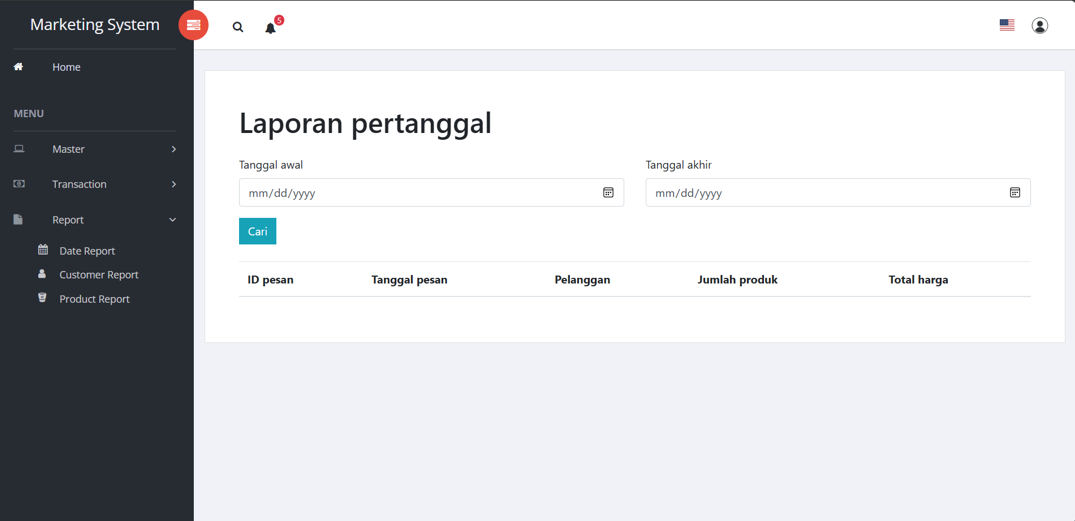 Marketing System
5
Home
MENU
Master
Transaction
Report
Date Report
Customer Report
Product Report
Laporan pertanggal
Tanggal awal
Tanggal akhir
mm/dd/yyyy
mm/dd/yyyy
Cari
ID pesan Tanggal pesan Pelanggan Jumlah produk Total harga